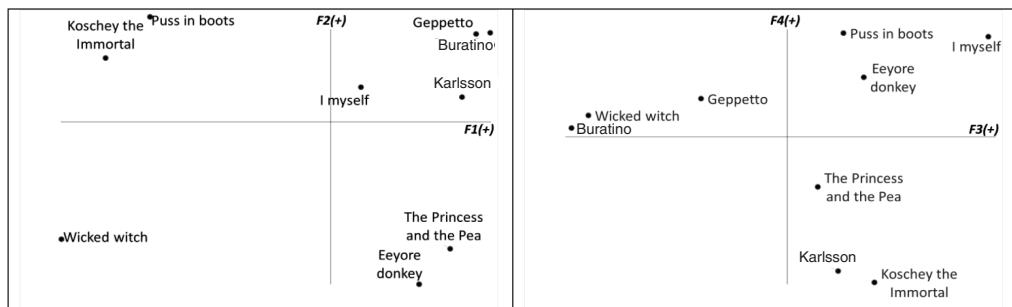 F2(+)
Puss in boots
Koschey the
Immortal
Geppetto
Buratino
Karlsson
I myself
F1(+)
The Princess
and the Pea
Wicked witch
Eeyore
donkey
F4(+)
Puss in boots
I myself
Eeyore
donkey
Geppetto
Wicked witch
Buratino
F3(+)
The Princess
and the Pea
Karlsson
Koschey the
Immortal